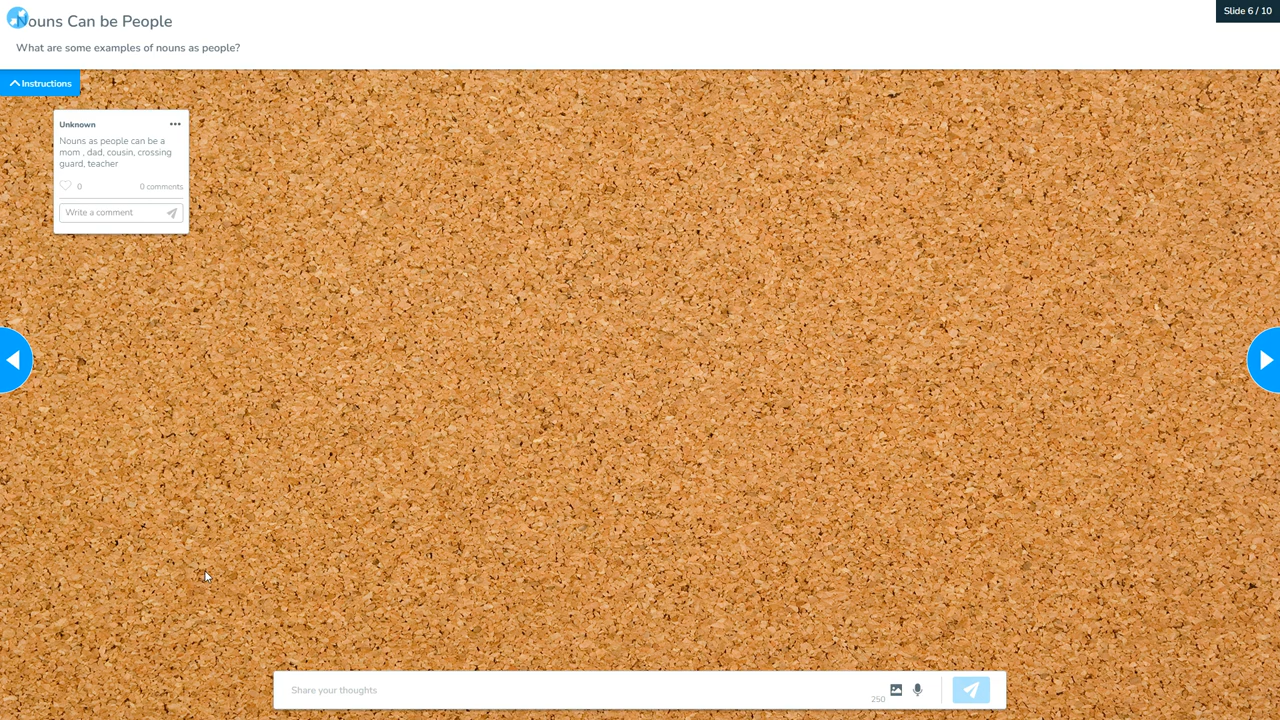 Nouns Can be People
Slide 6 / 10
What are some examples of nouns as people?
Instructions
Unknown
Nouns as people can be a
mom , dad, cousin, crossing
guard, teacher
0
0 comments
Write a comment
Share your thoughts
250